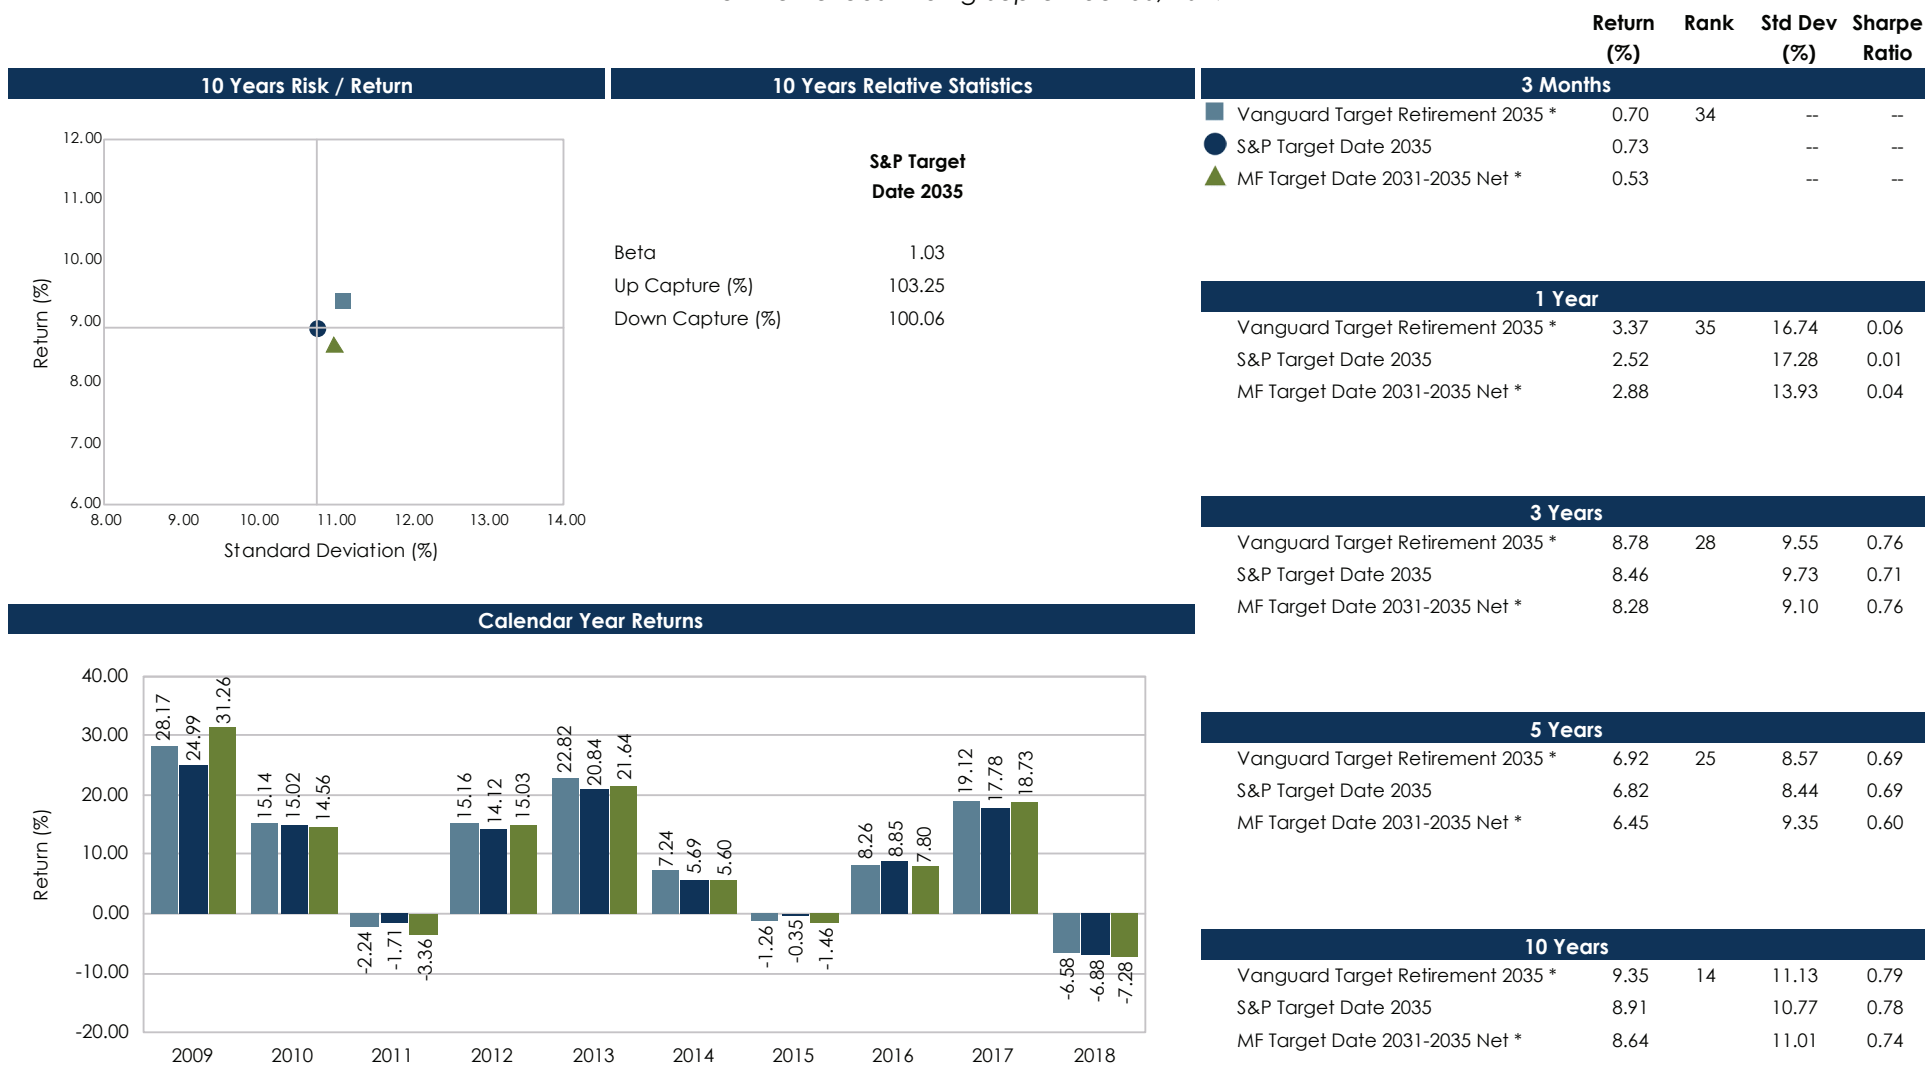 Return Rank Std Dev Sharpe
(%) (%) Ratio
10 Years Risk / Return
12.00
11.00
10.00
9.00
8.00
7.00
6.00
Return (%)
8.00 9.00 10.00 11.00 12.00 13.00 14.00
Standard Deviation (%)
10 Years Relative Statistics
S&P Target
Date 2035
Beta 1.03
Up Capture (%) 103.25
Down Capture (%) 100.06
3 Months
Vanguard Target Retirement 2035 * 0.70 34 -- --
S&P Target Date 2035 0.73 -- --
MF Target Date 2031-2035 Net * 0.53 -- --
1 Year
Vanguard Target Retirement 2035 * 3.37 35 16.74 0.06
S&P Target Date 2035 2.52 17.28 0.01
MF Target Date 2031-2035 Net * 2.88 13.93 0.04
3 Years
Vanguard Target Retirement 2035 * 8.78 28 9.55 0.76
S&P Target Date 2035 8.46 9.73 0.71
MF Target Date 2031-2035 Net * 8.28 9.10 0.76
5 Years
Vanguard Target Retirement 2035 * 6.92 25 8.57 0.69
S&P Target Date 2035 6.82 8.44 0.69
MF Target Date 2031-2035 Net * 6.45 9.35 0.60
10 Years
Vanguard Target Retirement 2035 * 9.35 14 11.13 0.79
S&P Target Date 2035 8.91 10.77 0.78
MF Target Date 2031-2035 Net * 8.64 11.01 0.74
Calendar Year Returns
40.00
30.00
20.00
10.00
0.00
-10.00
-20.00
Return (%)
28.17 24.99 31.26
15.14 15.02 14.56
-2.24 -1.71 -3.36
15.16 14.12 15.03
22.82 20.84 21.64
7.24 5.69 5.60
-1.26 -0.35 -1.46
8.26 8.85 7.80
19.12 17.78 18.73
-6.58 -6.88 -7.28
2009 2010 2011 2012 2013 2014 2015 2016 2017 2018